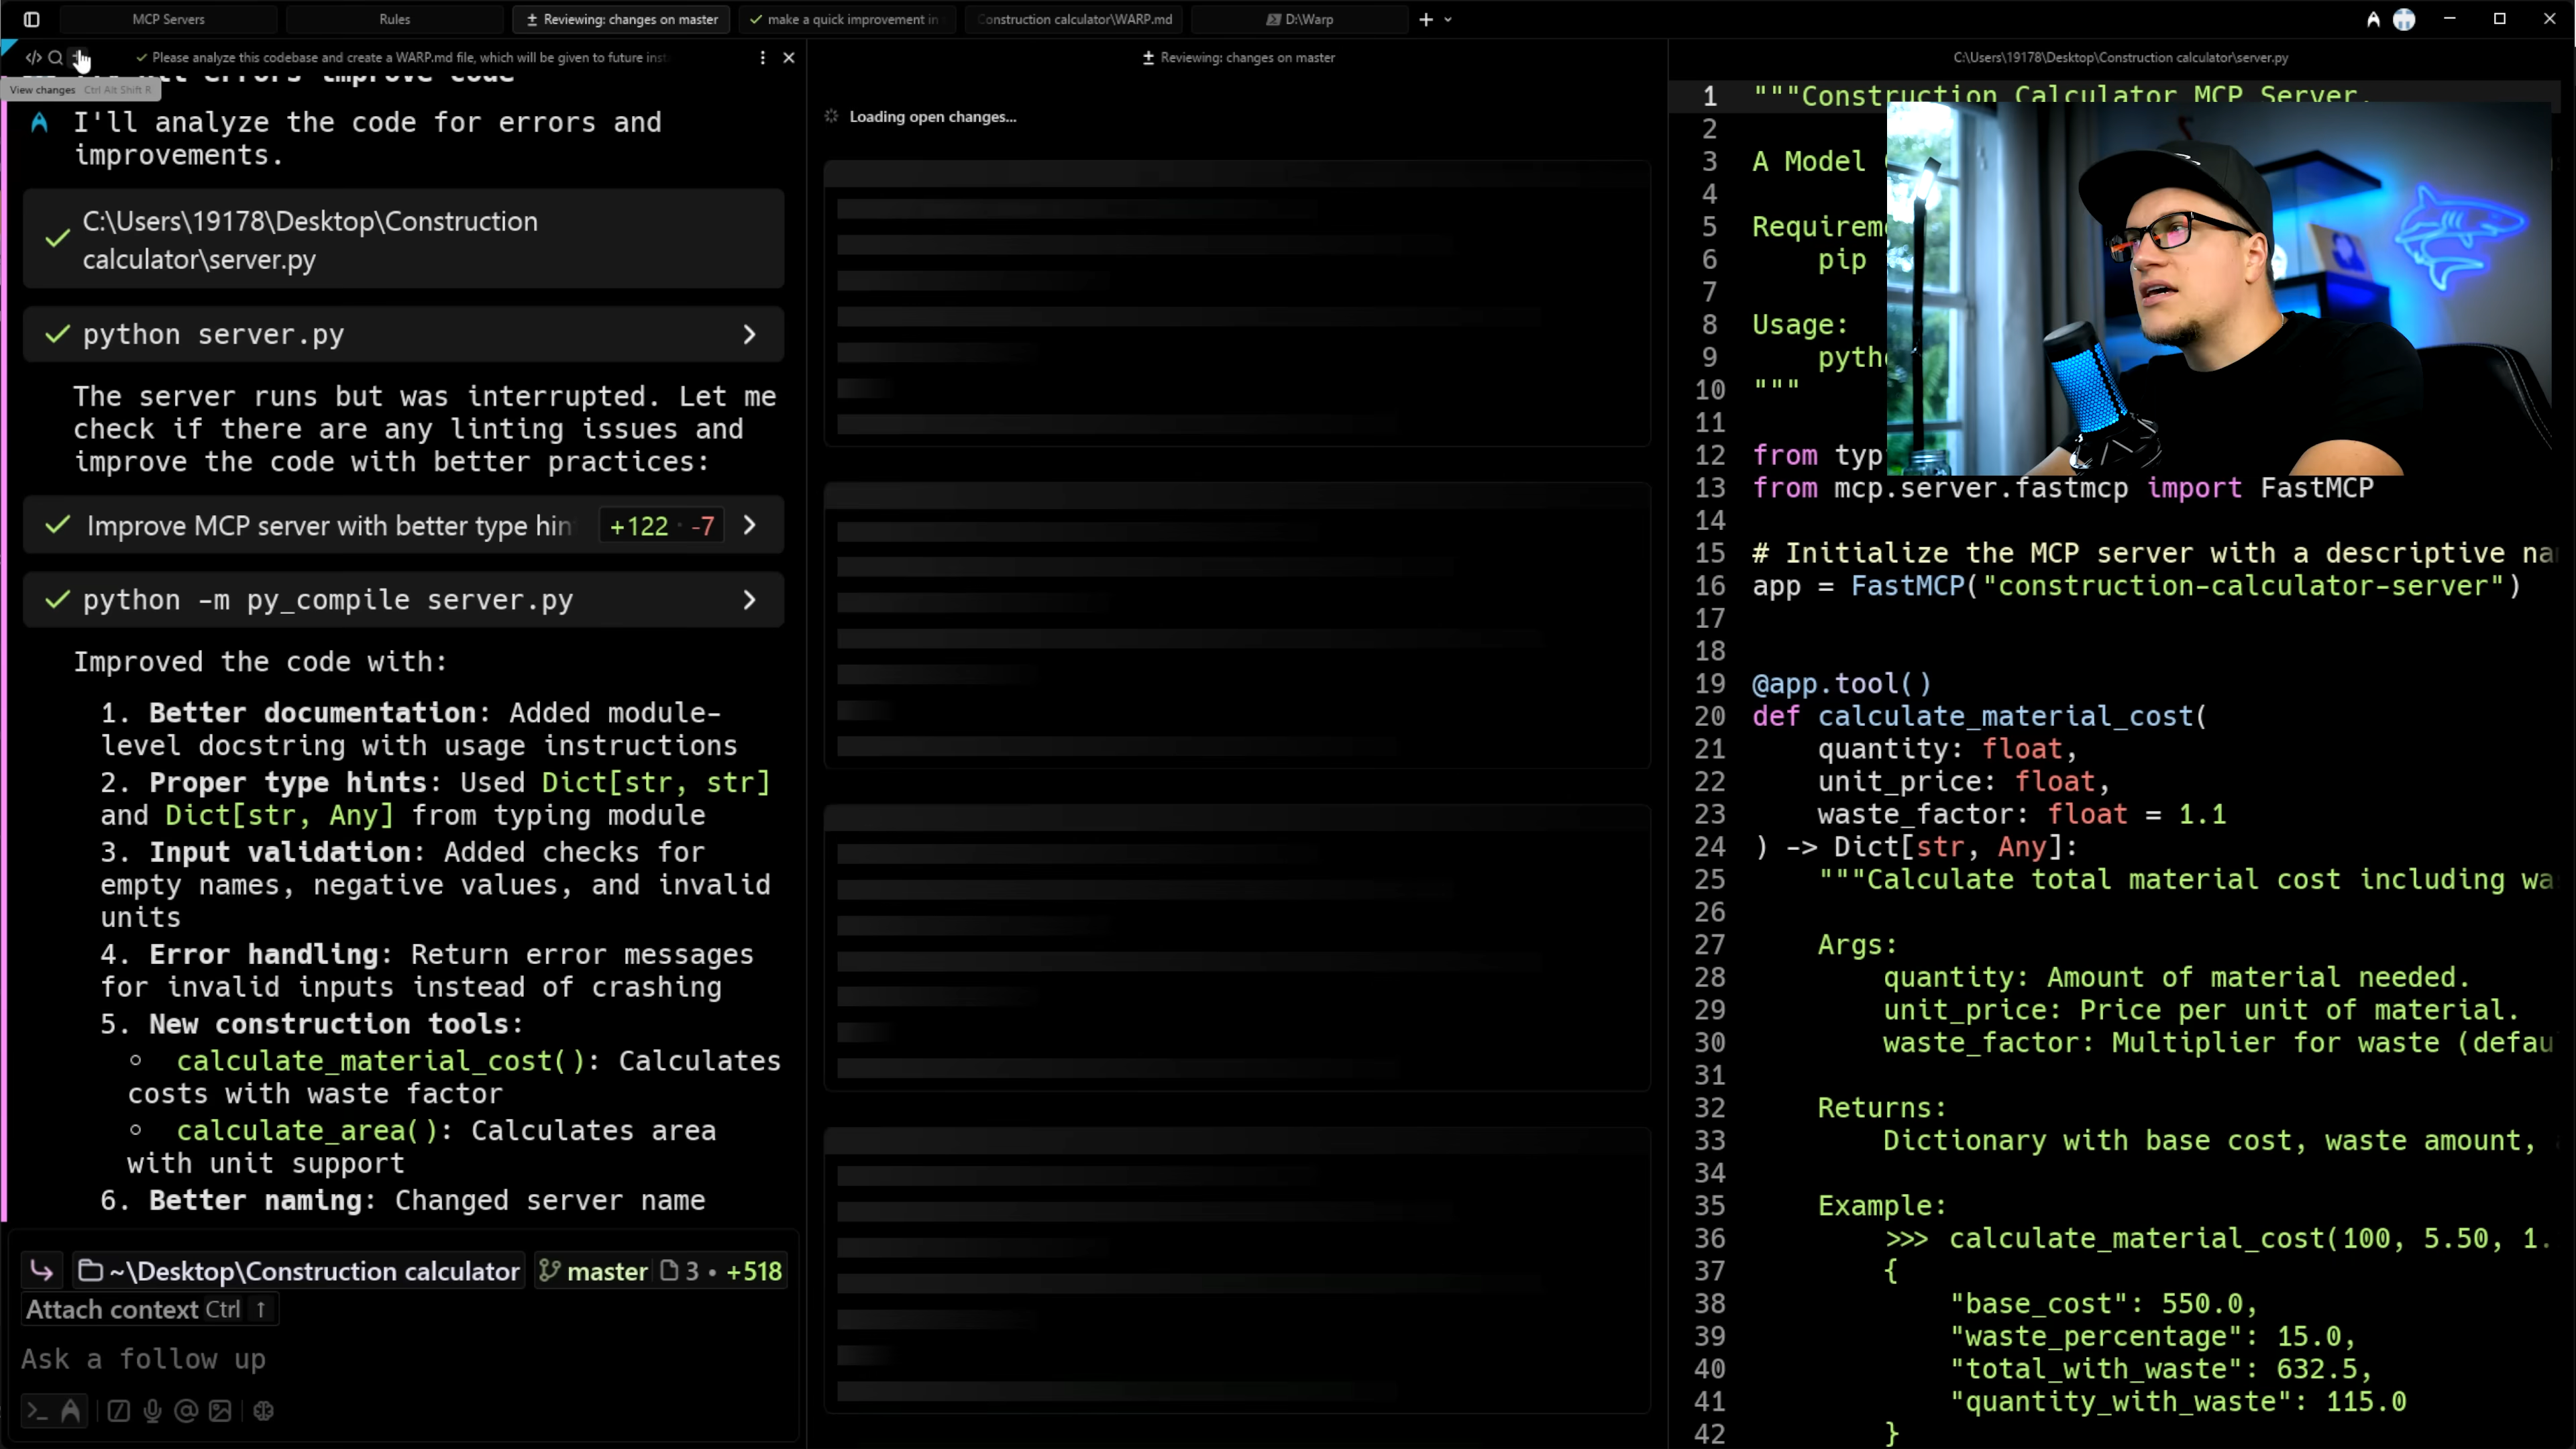 MCP Servers
Rules
Reviewing: changes on master
make a quick improvement in
Construction calculator\WARP.md
D:\Warp
Please analyze this codebase and create a WARP.md file, which will be given to future inst
View changes Ctrl Alt Shift R
errors improve code
I'll analyze the code for errors and
improvements.
C:\Users\19178\Desktop\Construction
calculator\server.py
python server.py
The server runs but was interrupted. Let me
check if there are any linting issues and
improve the code with better practices:
Improve MCP server with better type hin
+122 · -7
python -m py_compile server.py
Improved the code with:
1. Better documentation: Added module-
level docstring with usage instructions
2. Proper type hints: Used Dict[str, str]
and Dict[str, Any] from typing module
3. Input validation: Added checks for
empty names, negative values, and invalid
units
4. Error handling: Return error messages
for invalid inputs instead of crashing
5. New construction tools:
◦ calculate_material_cost(): Calculates
costs with waste factor
◦ calculate_area(): Calculates area
with unit support
6. Better naming: Changed server name
~\Desktop\Construction calculator
master 3 • +518
Attach context Ctrl ↑
Ask a follow up
Reviewing: changes on master
Loading open changes...
C:\Users\19178\Desktop\Construction calculator\server.py
1 """Construction Calculator MCP Server.
2
3 A Model
4
5 Requirem
6 pip
7
8 Usage:
9 pyth
10 """
11
12 from typ
13 from mcp.server.fastmcp import FastMCP
14
15 # Initialize the MCP server with a descriptive na
16 app = FastMCP("construction-calculator-server")
17
18
19 @app.tool()
20 def calculate_material_cost(
21 quantity: float,
22 unit_price: float,
23 waste_factor: float = 1.1
24 ) -> Dict[str, Any]:
25 """Calculate total material cost including wa
26
27 Args:
28 quantity: Amount of material needed.
29 unit_price: Price per unit of material.
30 waste_factor: Multiplier for waste (defau
31
32 Returns:
33 Dictionary with base cost, waste amount,
34
35 Example:
36 >>> calculate_material_cost(100, 5.50, 1.
37 {
38 "base_cost": 550.0,
39 "waste_percentage": 15.0,
40 "total_with_waste": 632.5,
41 "quantity_with_waste": 115.0
42 }